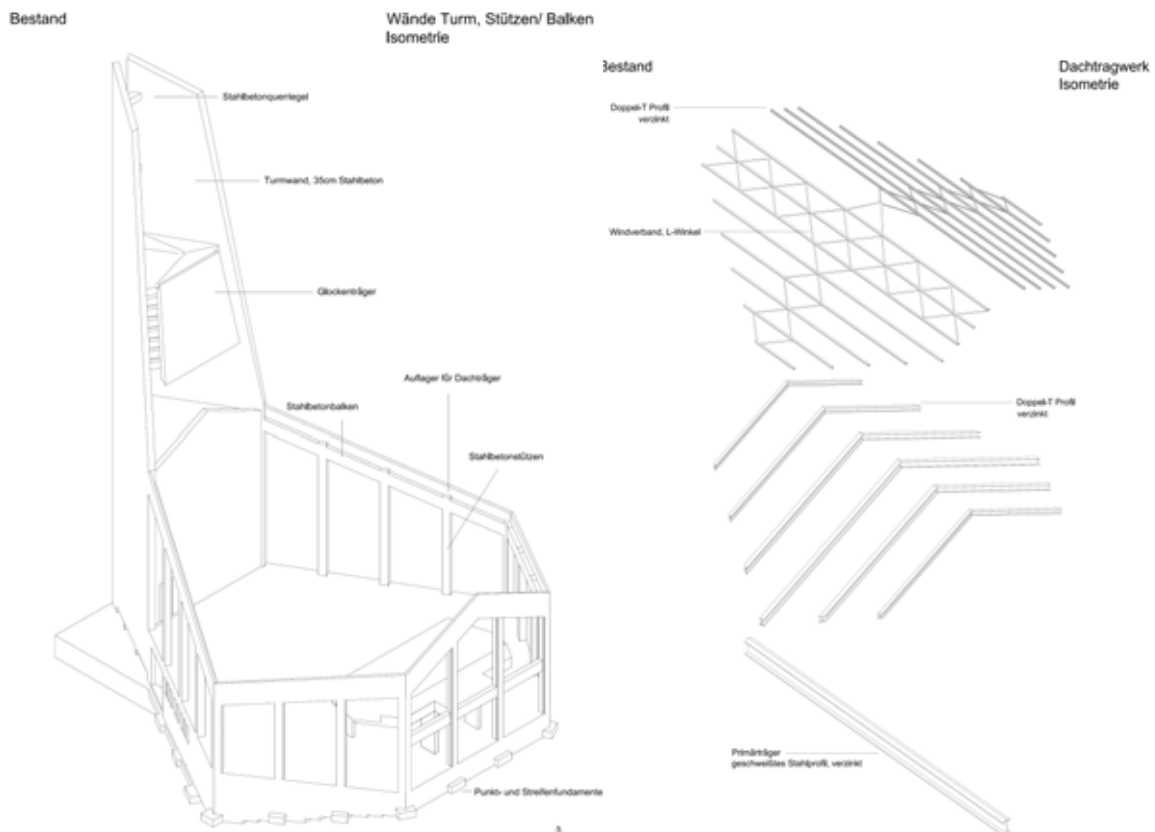 Bestand
Wände Turm, Stützen/ Balken
Isometrie
Stahlbetonquerriegel
Turmwand, 35cm Stahlbeton
Glockenträger
Auflager für Dachträger
Stahlbetonbalken
Stahlbetonstützen
Punkt- und Streifenfundamente
Bestand
Dachtragwerk
Isometrie
Doppel-T Profil
verzinkt
Windverband, L-Winkel
Doppel-T Profil
verzinkt
Primärträger
geschweißtes Stahlprofil, verzinkt